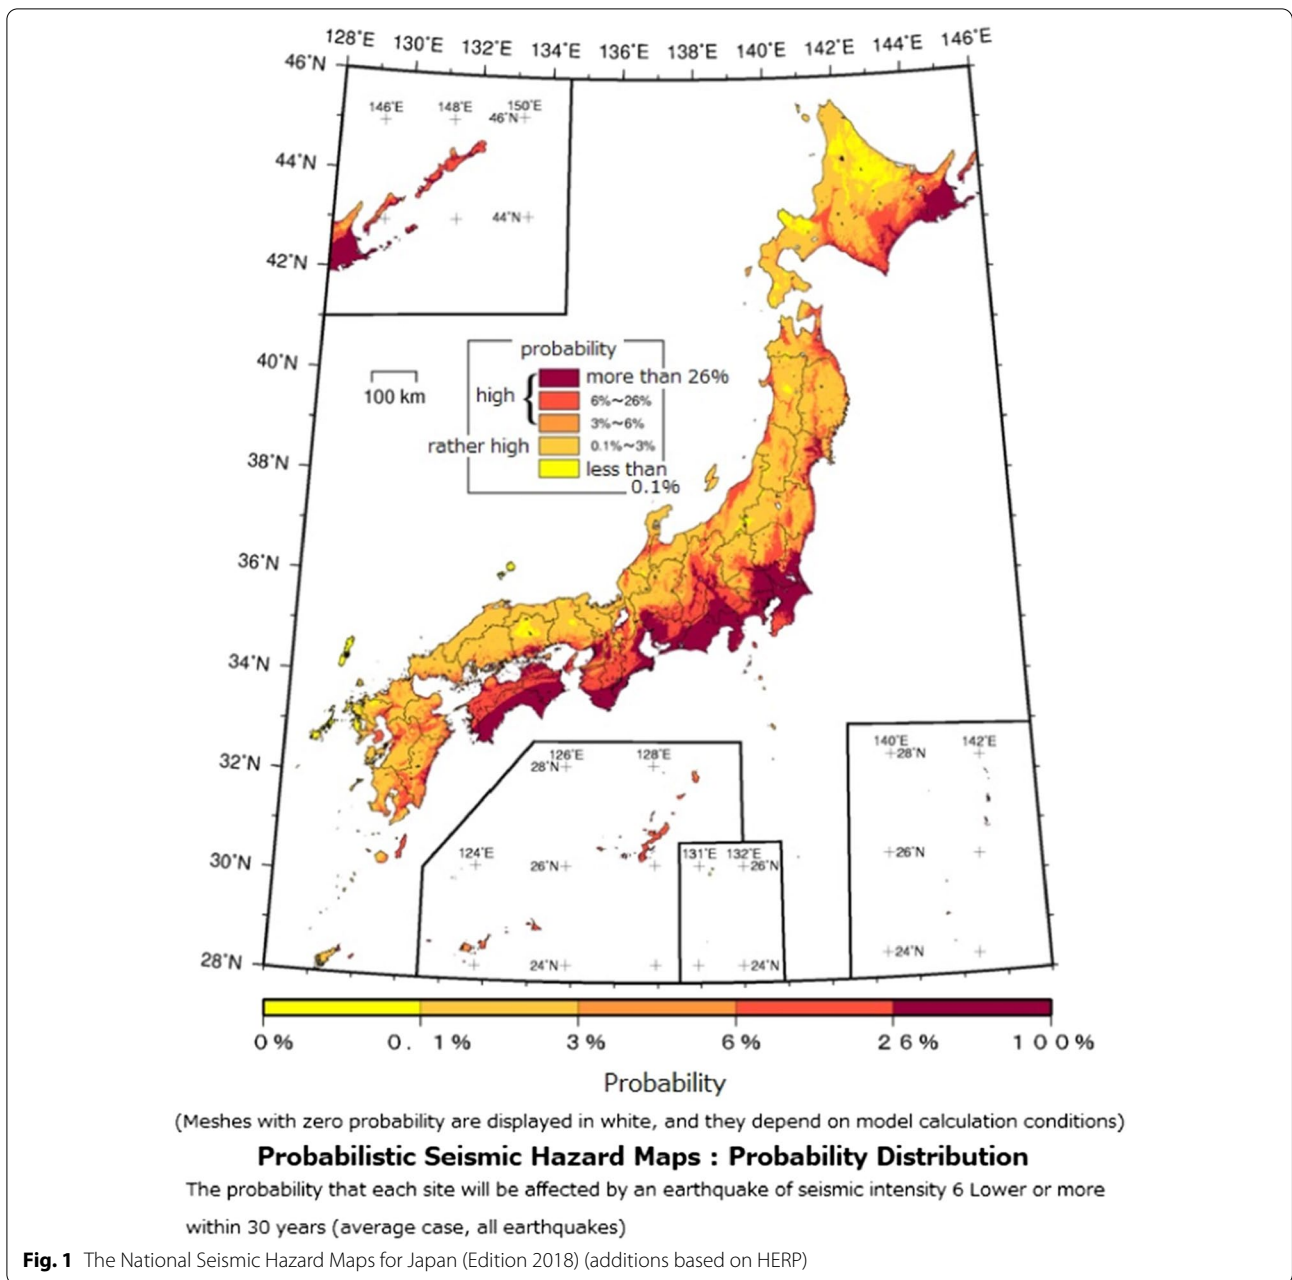 128°E 130°E 132°E 134°E 136°E 138°E 140°E 142°E 144°E 146°E
46°N
146°E 148°E 150°E
46°N
44°N
44°N
42°N
40°N
100 km
probability
high
more than 26%
6%～26%
3%～6%
rather high
0.1%～3%
less than
0.1%
38°N
36°N
34°N
32°N
126°E 128°E
28°N
140°E 142°E
28°N
30°N
124°E
26°N
131°E 132°E
26°N
26°N
28°N
24°N
24°N
24°N
0% 0.1% 3% 6% 26% 100%
Probability
(Meshes with zero probability are displayed in white, and they depend on model calculation conditions)
Probabilistic Seismic Hazard Maps : Probability Distribution
The probability that each site will be affected by an earthquake of seismic intensity 6 Lower or more
within 30 years (average case, all earthquakes)
Fig. 1 The National Seismic Hazard Maps for Japan (Edition 2018) (additions based on HERP)